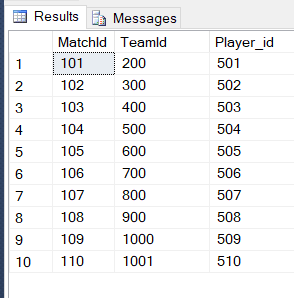 Results Messages
MatchId TeamId Player_id
1 101 200 501
2 102 300 502
3 103 400 503
4 104 500 504
5 105 600 505
6 106 700 506
7 107 800 507
8 108 900 508
9 109 1000 509
10 110 1001 510